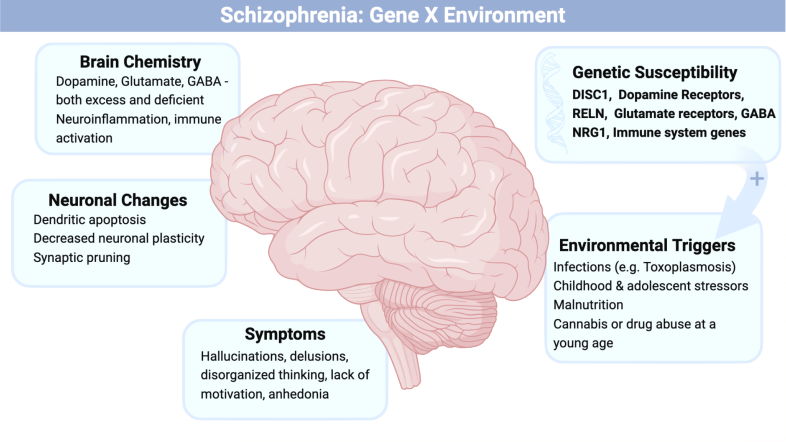 Schizophrenia: Gene X Environment
Brain Chemistry
Dopamine, Glutamate, GABA -
both excess and deficient
Neuroinflammation, immune
activation
Neuronal Changes
Dendritic apoptosis
Decreased neuronal plasticity
Synaptic pruning
Symptoms
Hallucinations, delusions,
disorganized thinking, lack of
motivation, anhedonia
Genetic Susceptibility
DISC1, Dopamine Receptors,
RELN, Glutamate receptors, GABA
NRG1, Immune system genes
+
Environmental Triggers
Infections (e.g. Toxoplasmosis)
Childhood & adolescent stressors
Malnutrition
Cannabis or drug abuse at a
young age